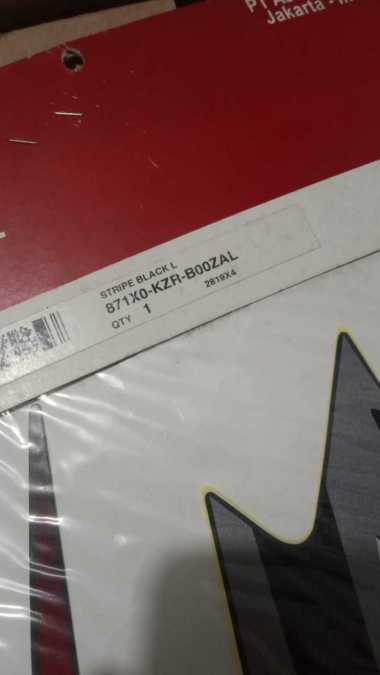 Jakarta -
STRIPE BLACK L
871X0-KZR-B00ZAL
QTY 1 2819X4